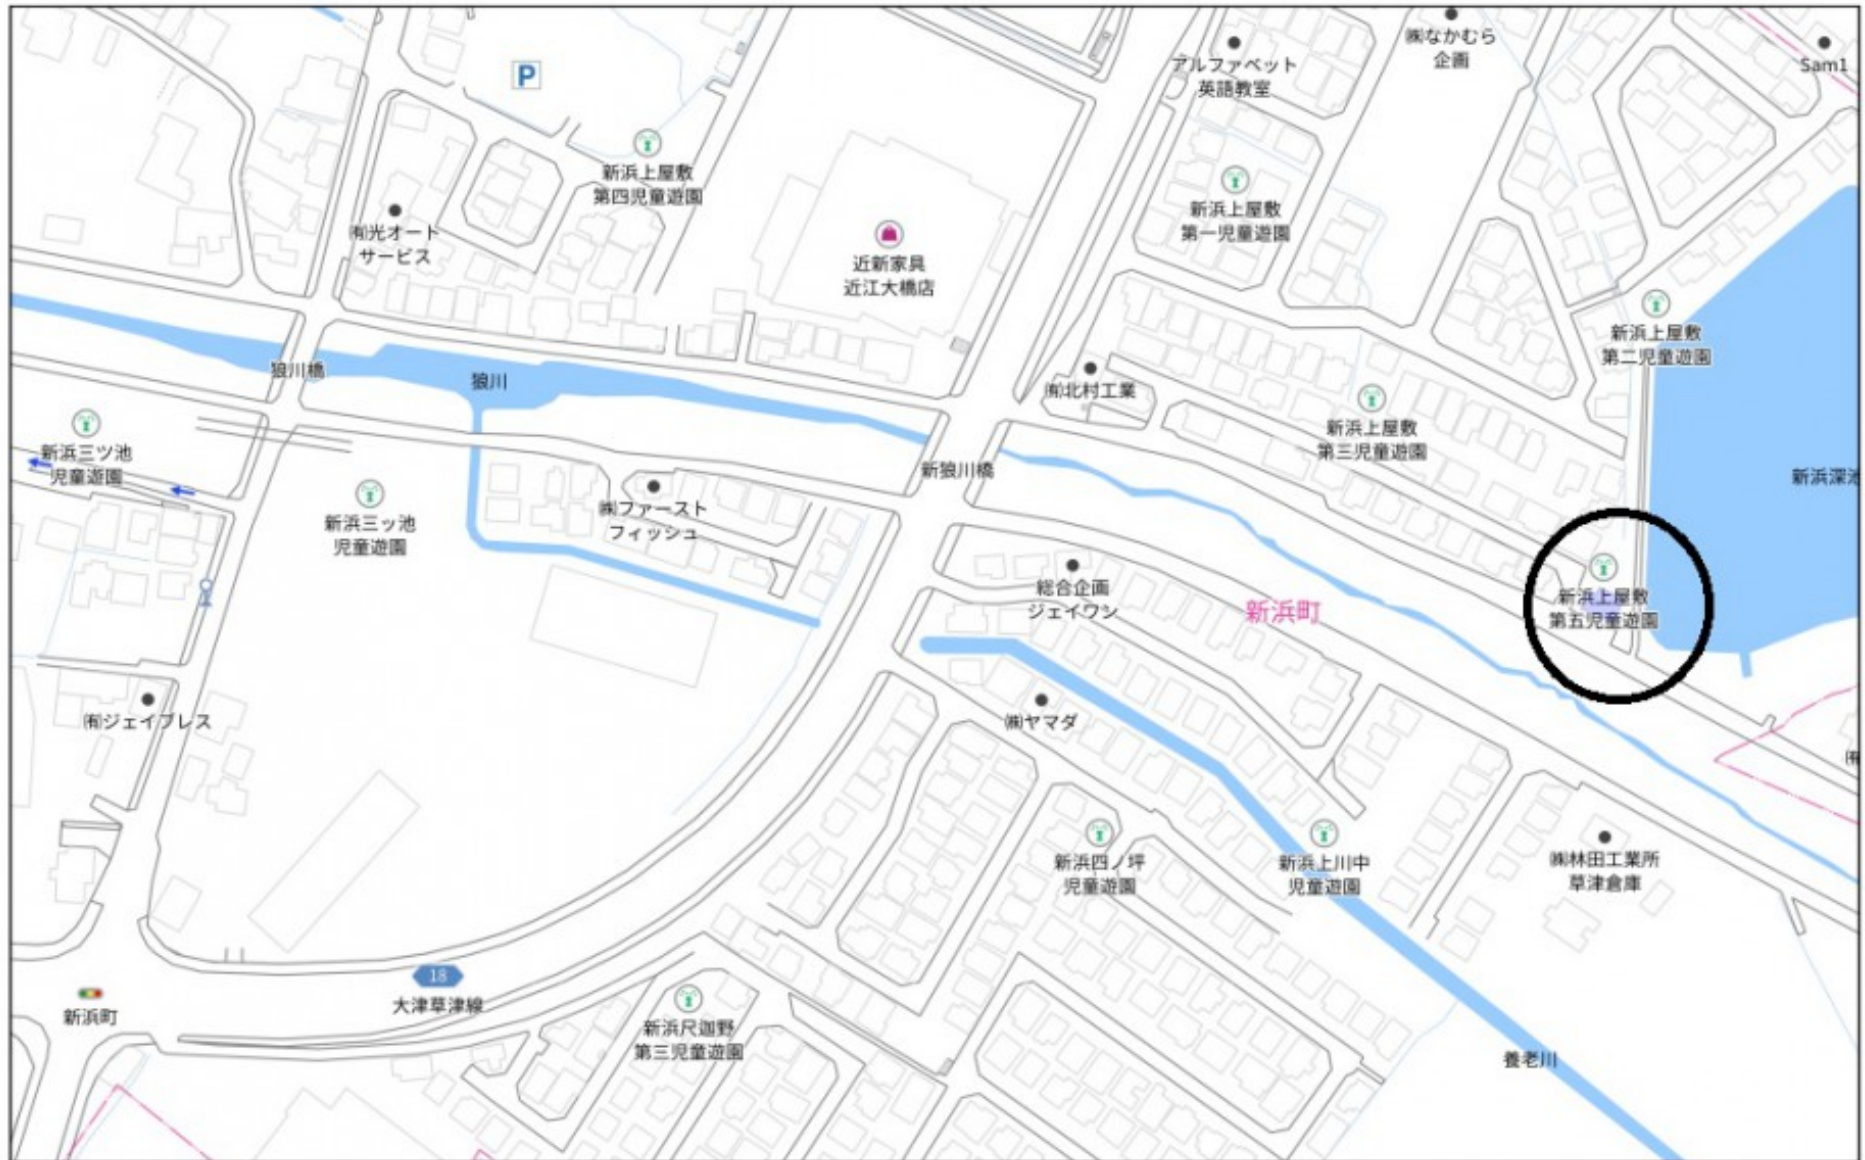 ㈱なかむら
企画
Sam1
アルファベット
英語教室
P
新浜上屋敷
第四児童遊園
新浜上屋敷
第一児童遊園
㈲光オート
サービス
近新家具
近江大橋店
新浜上屋敷
第二児童遊園
狼川橋
狼川
㈲北村工業
新浜上屋敷
第三児童遊園
新浜三ツ池
児童遊園
新狼川橋
新浜深池
㈱ファースト
フィッシュ
新浜三ッ池
児童遊園
総合企画
ジェイワン
新浜町
新浜上屋敷
第五児童遊園
㈲ジェイブレス
㈱ヤマダ
新浜四ノ坪
児童遊園
新浜上川中
児童遊園
㈱林田工業所
草津倉庫
18
大津草津線
新浜町
新浜尺迦野
第三児童遊園
養老川